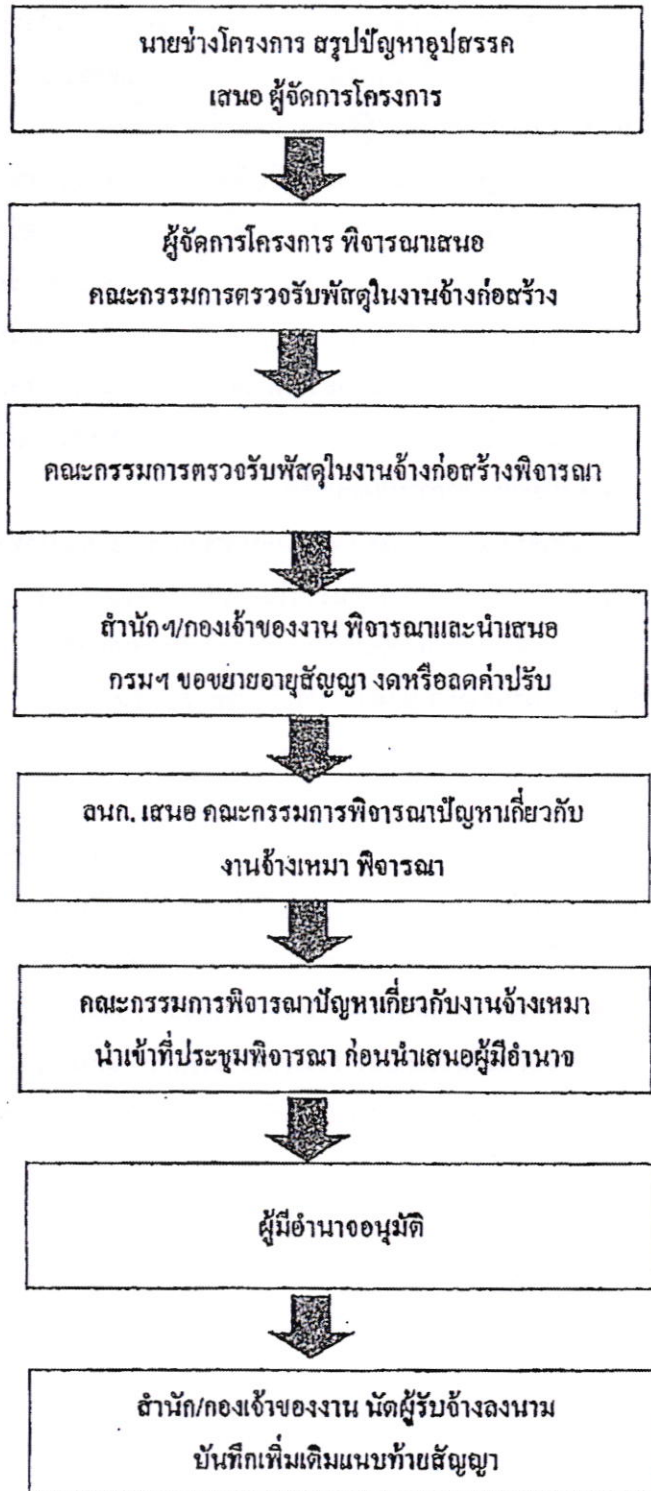 นายช่างโครงการ สรุปปัญหาอุปสรรค
เสนอ ผู้จัดการโครงการ
ผู้จัดการโครงการ พิจารณาเสนอ
คณะกรรมการตรวจรับพัสดุในงานจ้างก่อสร้าง
คณะกรรมการตรวจรับพัสดุในงานจ้างก่อสร้างพิจารณา
สำนักฯ/กองเจ้าของงาน พิจารณาและนำเสนอ
กรมฯ ขอขยายอายุสัญญา งดหรือลดค่าปรับ
ลนก. เสนอ คณะกรรมการพิจารณาปัญหาเกี่ยวกับ
งานจ้างเหมา พิจารณา
คณะกรรมการพิจารณาปัญหาเกี่ยวกับงานจ้างเหมา
นำเข้าที่ประชุมพิจารณา ก่อนนำเสนอผู้มีอำนาจ
ผู้มีอำนาจอนุมัติ
สำนัก/กองเจ้าของงาน นัดผู้รับจ้างลงนาม
บันทึกเพิ่มเติมแนบท้ายสัญญา